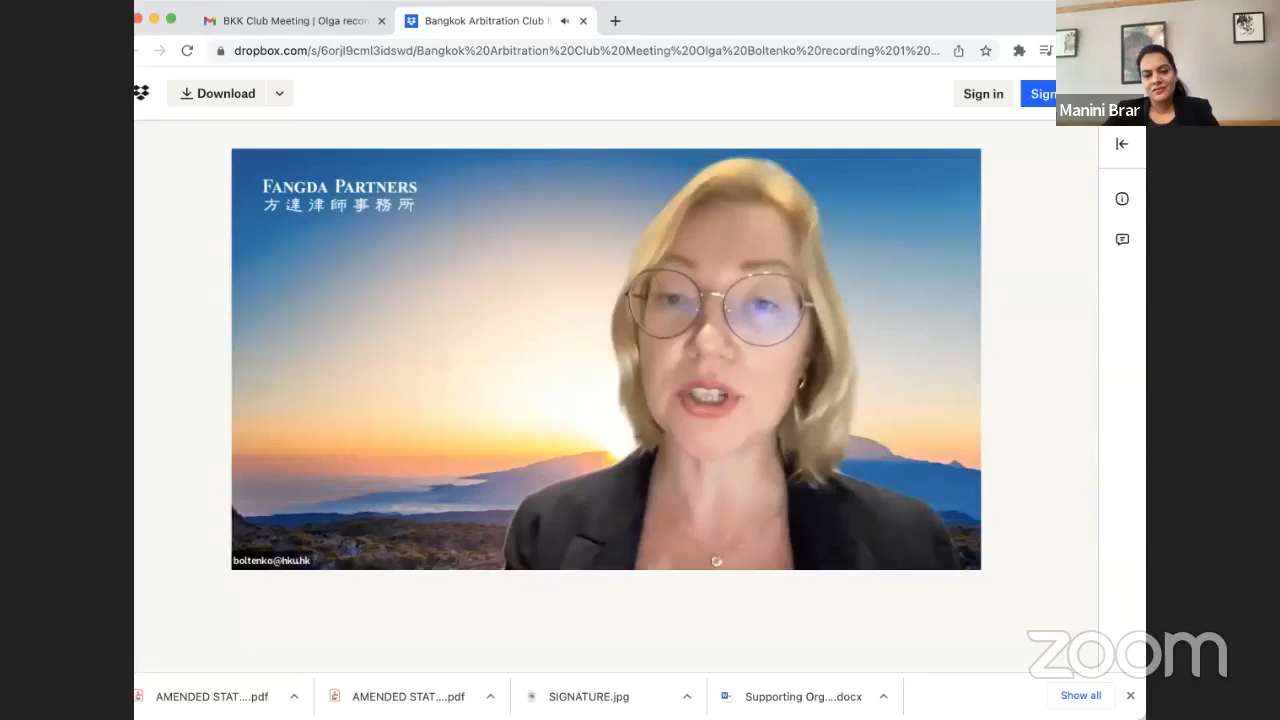 BKK Club Meeting | Olga recor
Bangkok Arbitration Club M
dropbox.com/s/6orjl9cml3idswd/Bangkok%20Arbitration%20Club%20Meeting%20Olga%20Boltenko%20recording%201%20...
Download
Sign in
Sign
Manini Brar
FANGDA PARTNERS
方達律師事務所
boltenko@hku.hk
zoom
AMENDED STAT....pdf
AMENDED STAT....pdf
SIGNATURE.jpg
Supporting Org....docx
Show all